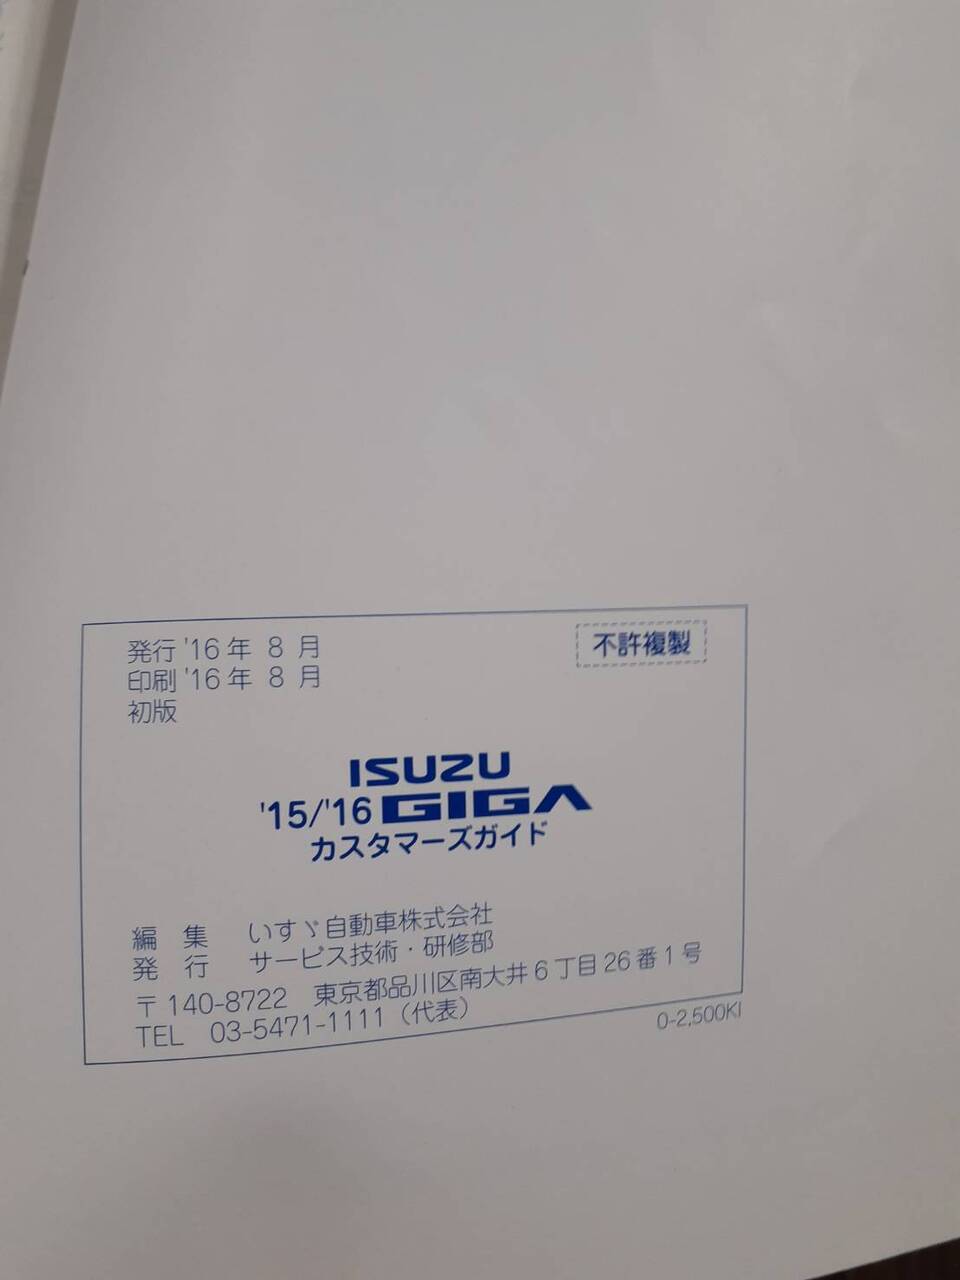 発行 '16年 8 月
不許複製
印刷 '16年 8 月
初版
ISUZU
'15/'16 GIGA
カスタマーズガイド
編 集 いすゞ自動車株式会社
発 行 サービス技術・研修部
〒140-8722 東京都品川区南大井6丁目26番1号
TEL 03-5471-1111（代表）
0-2,500KI